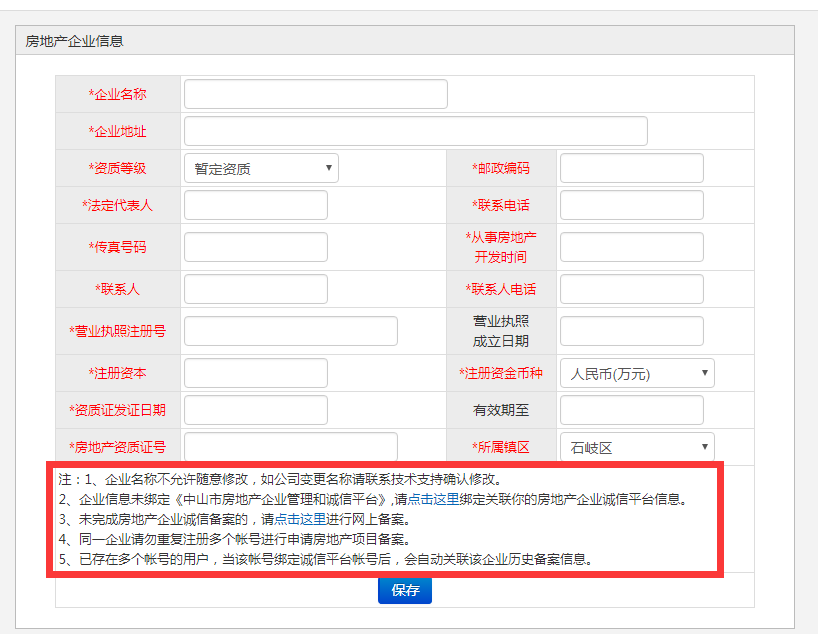 房地产企业信息
*企业名称
*企业地址
*资质等级 暂定资质 *邮政编码
*法定代表人 *联系电话
*传真号码 *从事房地产
开发时间
*联系人 *联系人电话
*营业执照注册号 营业执照
成立日期
*注册资本 *注册资金币种 人民币(万元)
*资质证发证日期 有效期至
*房地产资质证号 *所属镇区 石岐区
注：1、企业名称不允许随意修改，如公司变更名称请联系技术支持确认修改。
2、企业信息未绑定《中山市房地产企业管理和诚信平台》,请点击这里绑定关联你的房地产企业诚信平台信息。
3、未完成房地产企业诚信备案的，请点击这里进行网上备案。
4、同一企业请勿重复注册多个帐号进行申请房地产项目备案。
5、已存在多个帐号的用户，当该帐号绑定诚信平台帐号后，会自动关联该企业历史备案信息。
保存